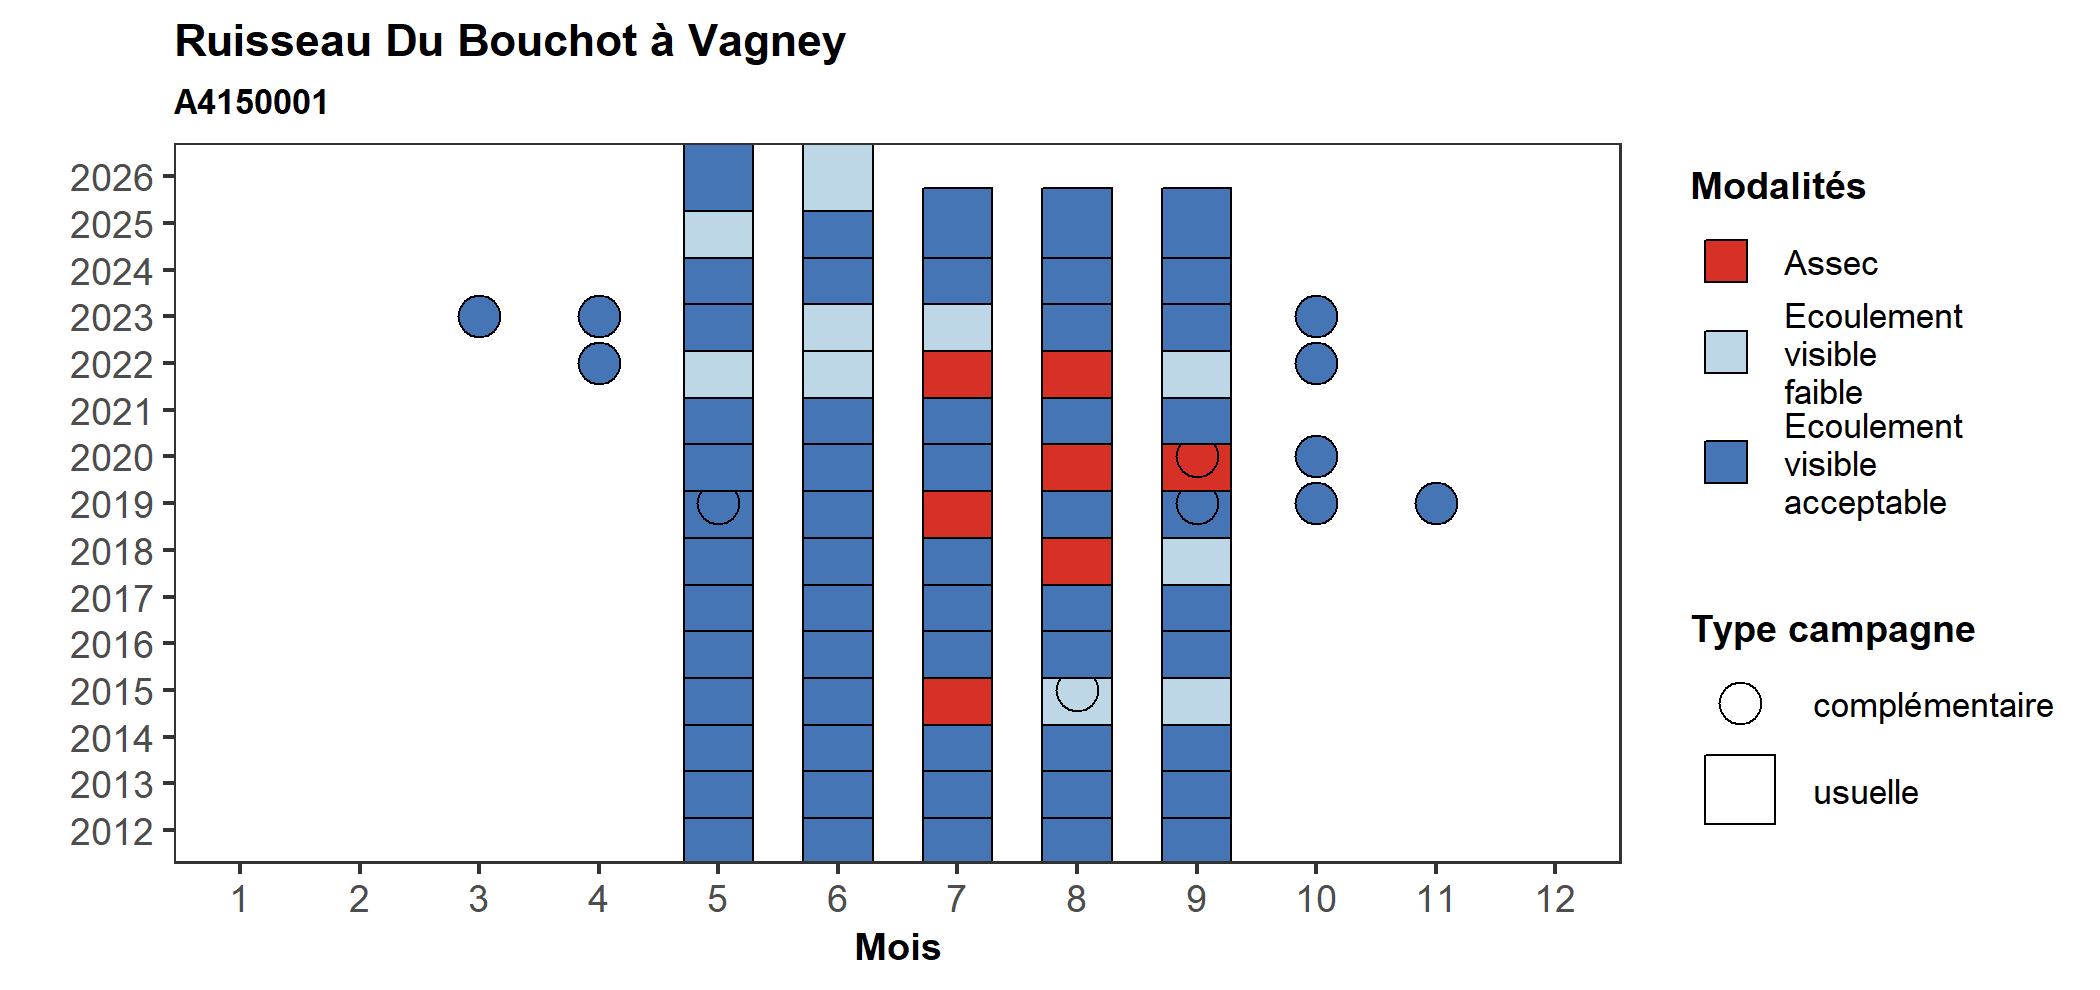 Ruisseau Du Bouchot à Vagney
A4150001
2026
2025
2024
2023
2022
2021
2020
2019
2018
2017
2016
2015
2014
2013
2012
1 2 3 4 5 6 7 8 9 10 11 12
Mois
Modalités
Assec
Ecoulement
visible
faible
Ecoulement
visible
acceptable
Type campagne
complémentaire
usuelle